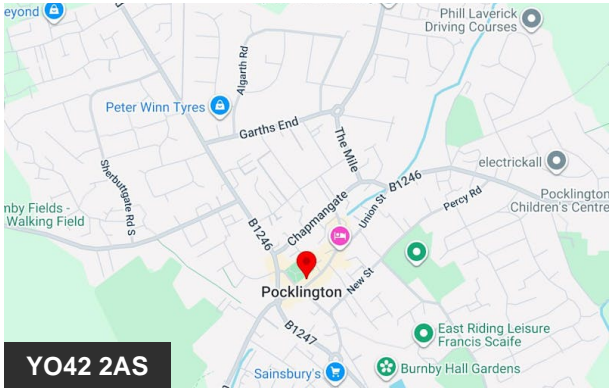 eyond
Phill Laverick
Driving Courses
Algarth Rd
Peter Winn Tyres
Garths End
The Mile
electrickall
Sherbuttgate Rd S
B1246
Pocklington
Children's Centre
nby Fields -
Walking Field
Chapmangate
Union St
Percy Rd
B1246
New St
Pocklington
B1247
East Riding Leisure
Francis Scaife
Sainsbury's
Burnby Hall Gardens
YO42 2AS